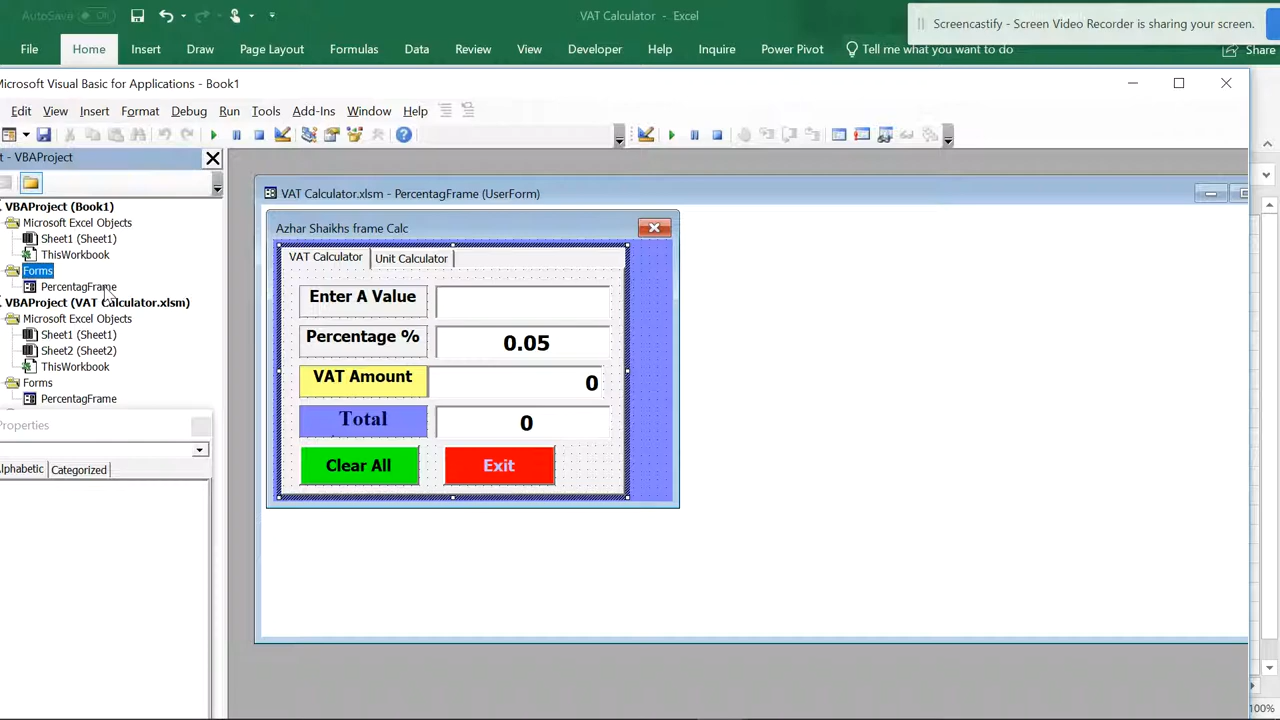 AutoSave Off
VAT Calculator - Excel
Screencastify - Screen Video Recorder is sharing your screen.
File Home Insert Draw Page Layout Formulas Data Review View Developer Help Inquire Power Pivot Tell me what you want to do Share
Microsoft Visual Basic for Applications - Book1
Edit View Insert Format Debug Run Tools Add-Ins Window Help
t - VBAProject
VBAProject (Book1)
Microsoft Excel Objects
Sheet1 (Sheet1)
ThisWorkbook
Forms
PercentagFrame
VBAProject (VAT Calculator.xlsm)
Microsoft Excel Objects
Sheet1 (Sheet1)
Sheet2 (Sheet2)
ThisWorkbook
Forms
PercentagFrame
Properties
Alphabetic Categorized
VAT Calculator.xlsm - PercentagFrame (UserForm)
Azhar Shaikhs frame Calc
VAT Calculator Unit Calculator
Enter A Value
Percentage % 0.05
VAT Amount 0
Total 0
Clear All Exit
100%